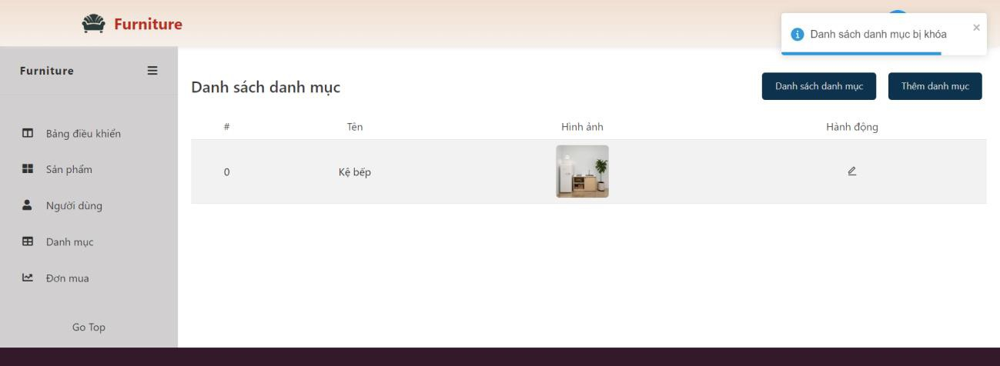 Furniture
Danh sách danh mục bị khóa
Furniture
Danh sách danh mục
Danh sách danh mục
Thêm danh mục
# Tên Hình ảnh Hành động
0 Kệ bếp
Bảng điều khiển
Sản phẩm
Người dùng
Danh mục
Đơn mua
Go Top